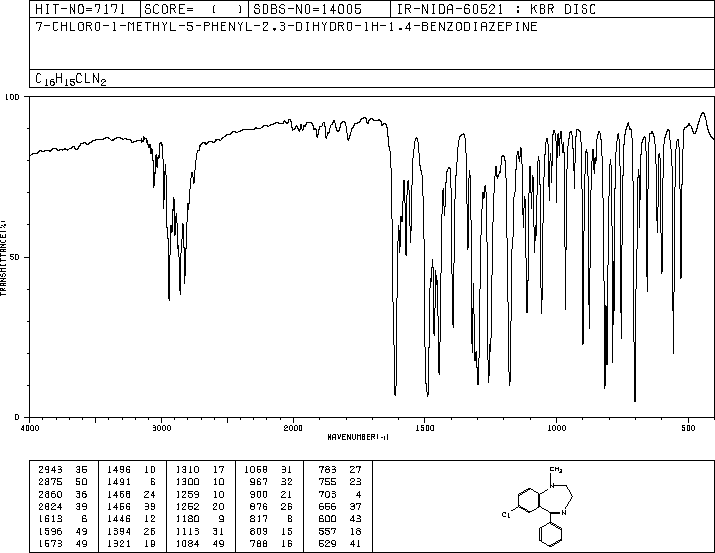 HIT-NO=7171 SCORE= ( ) SDBS-NO=14005 IR-NIDA-60521 : KBR DISC
7-CHLORO-1-METHYL-5-PHENYL-2,3-DIHYDRO-1H-1,4-BENZODIAZEPINE
C16H15CLN2
100
50
0
TRANSMITTANCE(%)
4000 3000 2000 1500 1000 500
WAVENUMBER(-1)
2943 35 1496 10 1310 17 1068 31 783 27
2875 50 1491 6 1300 10 967 32 755 23
2860 36 1468 24 1259 10 900 21 703 4
2824 39 1456 39 1252 20 876 26 656 37
1613 6 1446 12 1180 9 817 8 600 43
1596 49 1394 26 1113 31 809 15 557 18
1573 49 1321 19 1084 49 788 16 529 41
CH3
N
Cl
N